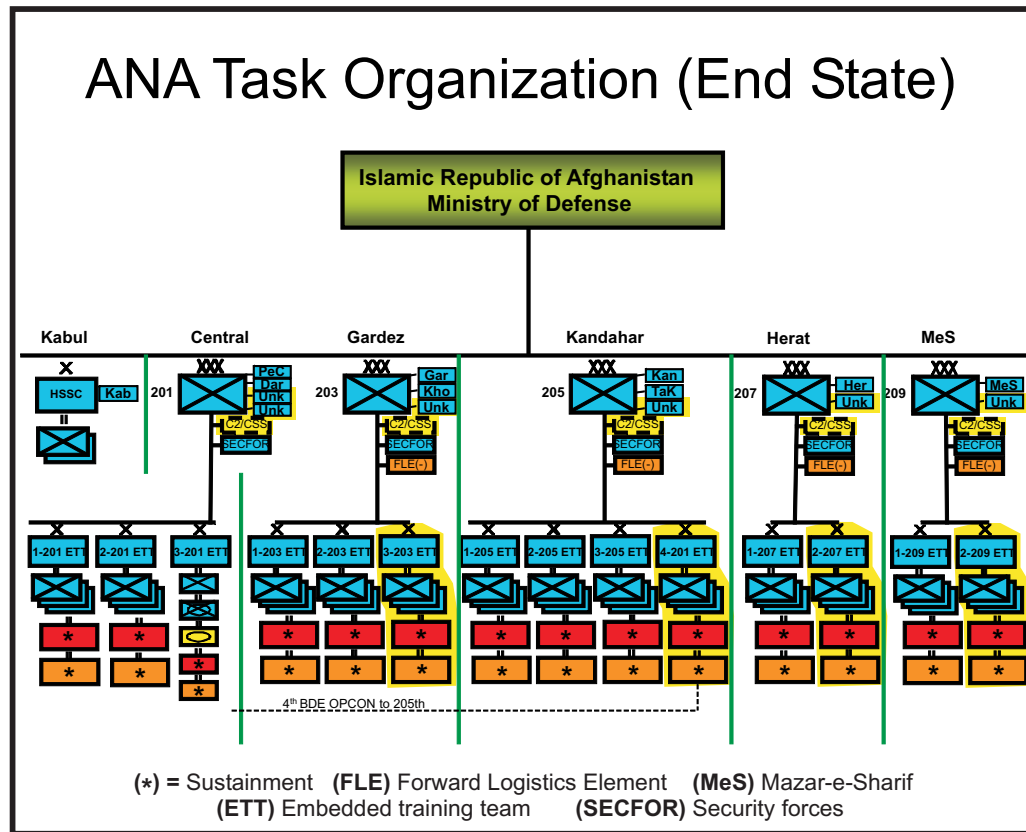 ANA Task Organization (End State)
Islamic Republic of Afghanistan
Ministry of Defense
Kabul Central Gardez Kandahar Herat MeS
X XXX XXX XXX XXX XXX
HSSC Kab
201 PeC Dar Unk Unk
203 Gar Kho Unk
205 Kan TaK Unk
207 Her Unk
209 MeS Unk
C2/CSS C2/CSS C2/CSS C2/CSS C2/CSS
SECFOR SECFOR SECFOR SECFOR SECFOR
FLE(-) FLE(-) FLE(-) FLE(-)
X X X X X X X X X X X X X X
1-201 ETT 2-201 ETT 3-201 ETT 1-203 ETT 2-203 ETT 3-203 ETT 1-205 ETT 2-205 ETT 3-205 ETT 4-201 ETT 1-207 ETT 2-207 ETT 1-209 ETT 2-209 ETT
* * * * * * * * * * * * * *
* * * * * * * * * * * * * *
4th BDE OPCON to 205th
(*) = Sustainment (FLE) Forward Logistics Element (MeS) Mazar-e-Sharif
(ETT) Embedded training team (SECFOR) Security forces